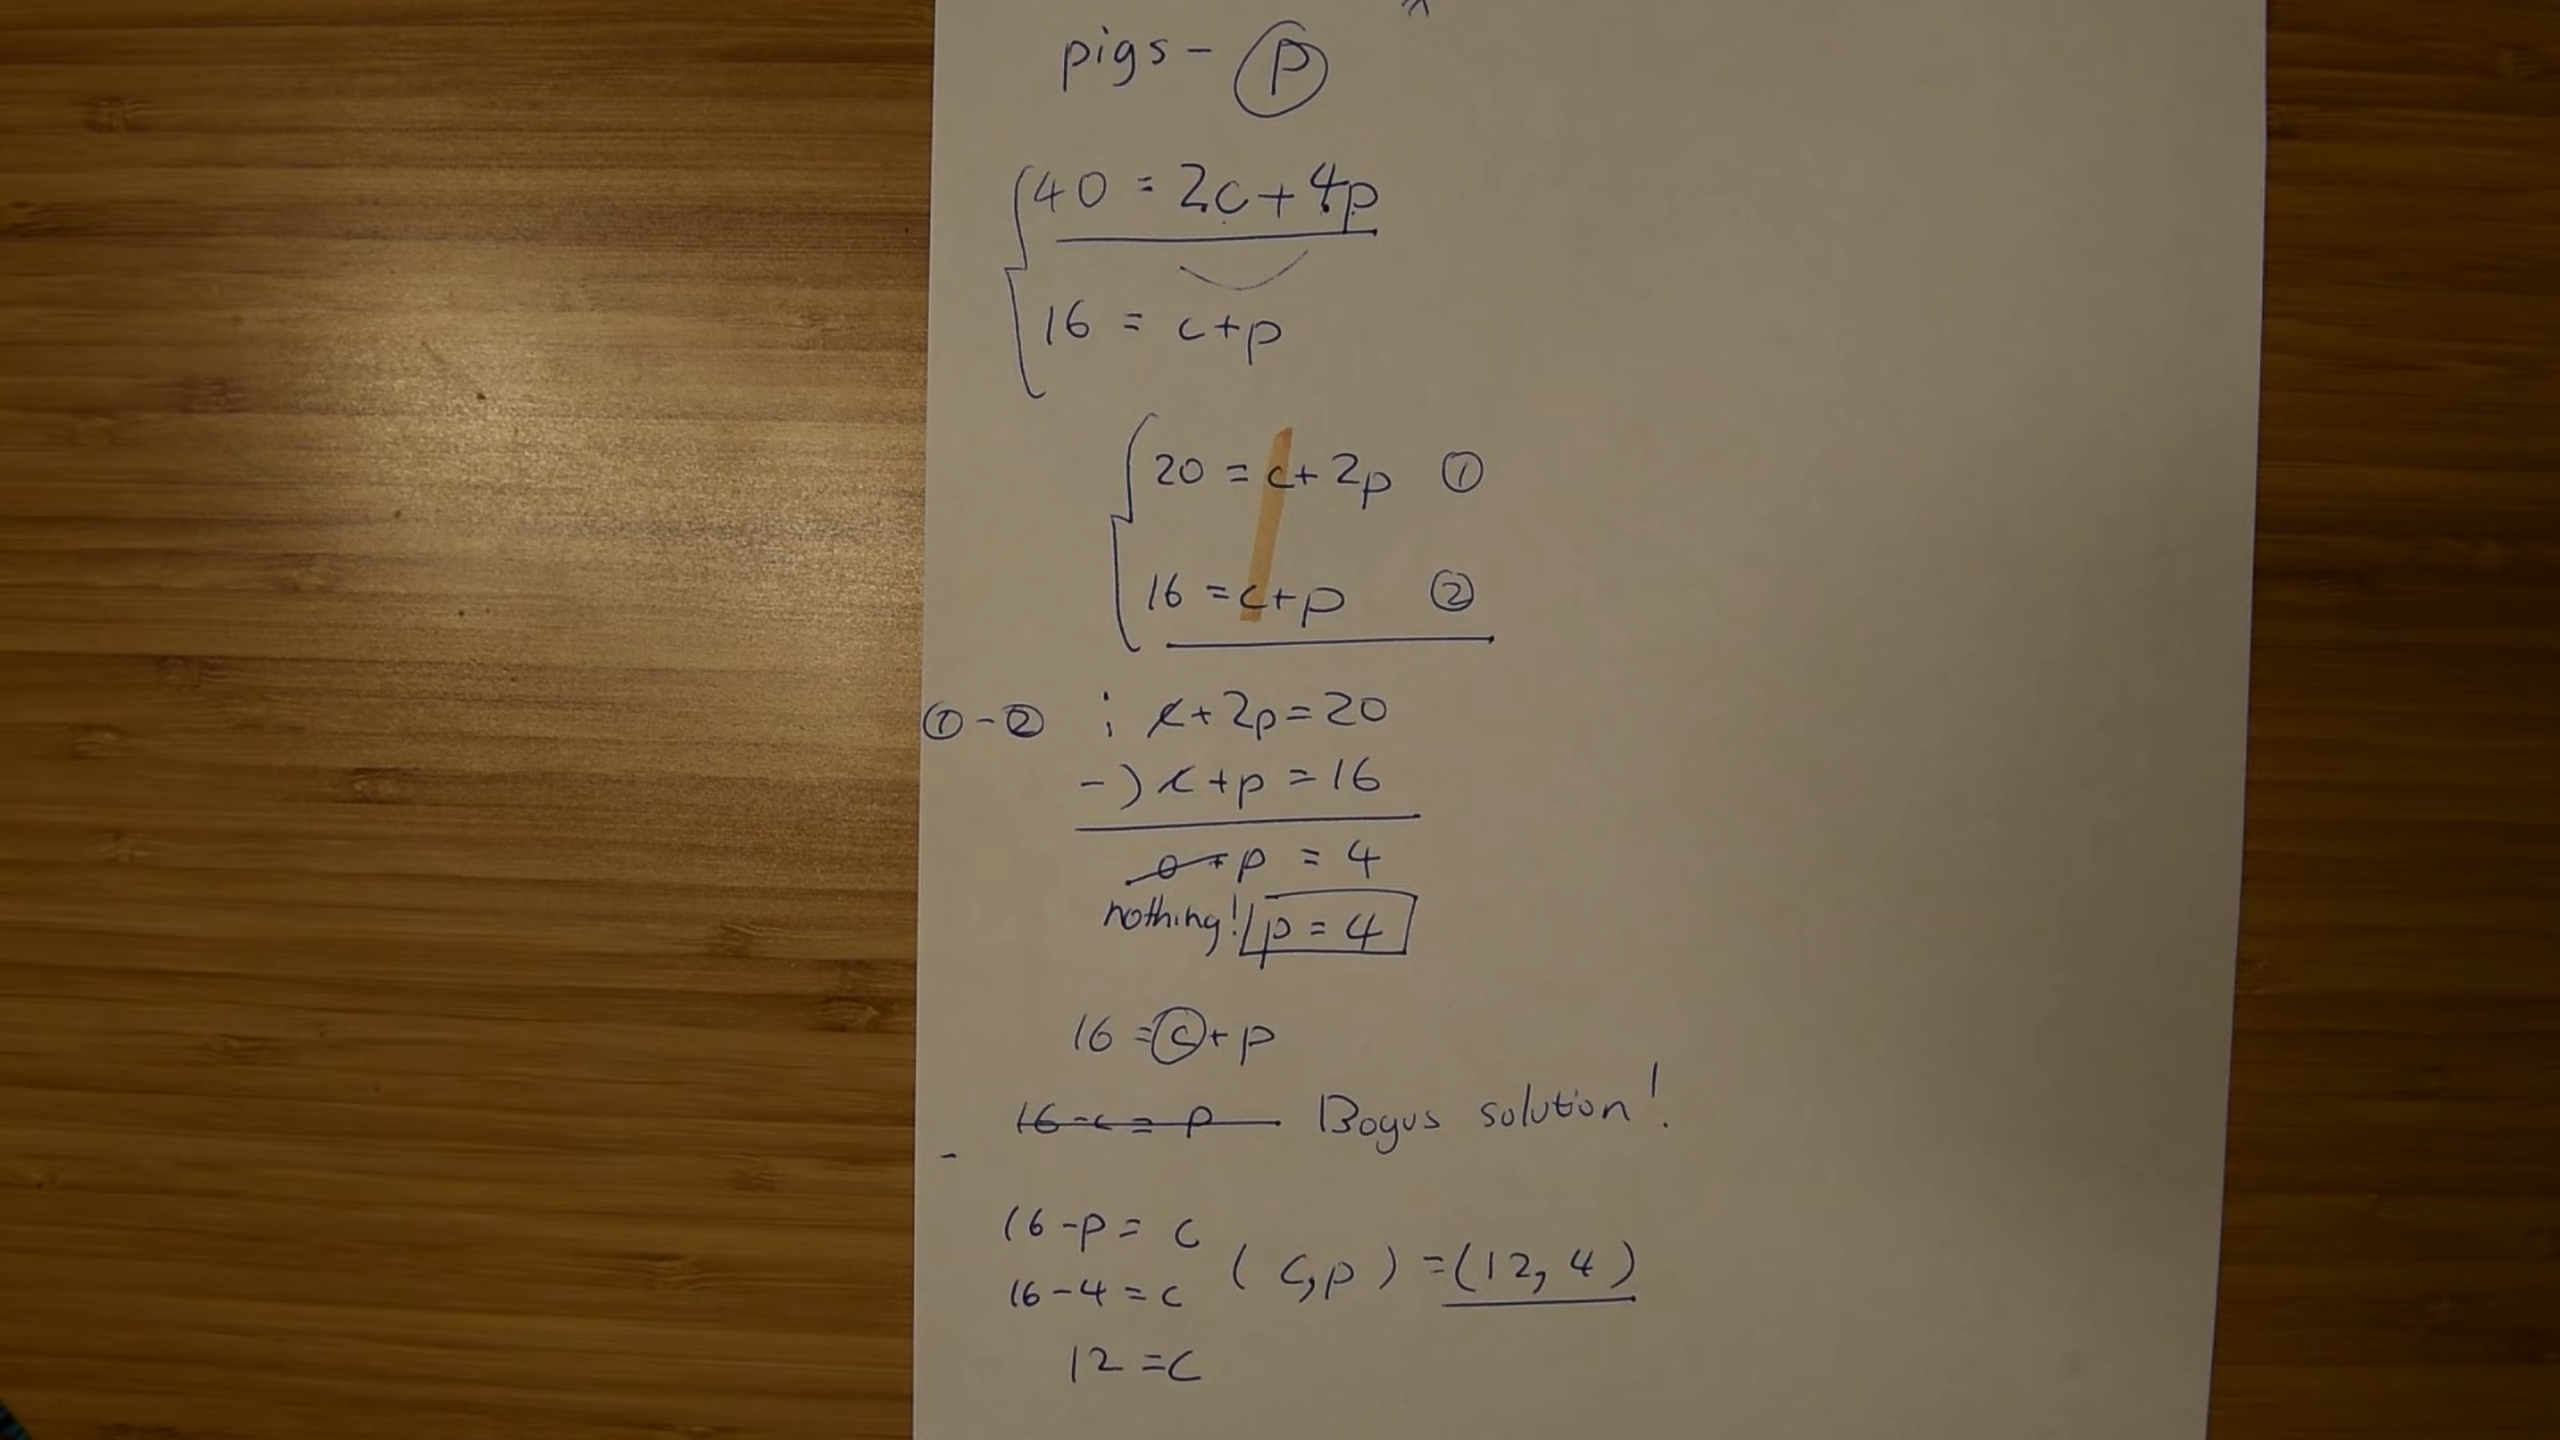 pigs - p
40 = 2c + 4p
16 = c + p
20 = c + 2p ①
16 = c + p ②
① - ② : c + 2p = 20
-) c + p = 16
0 + p = 4
nothing! p = 4
16 = c + p
16 - c = p Bogus solution!
16 - p = c
16 - 4 = c (c, p) = (12, 4)
12 = c